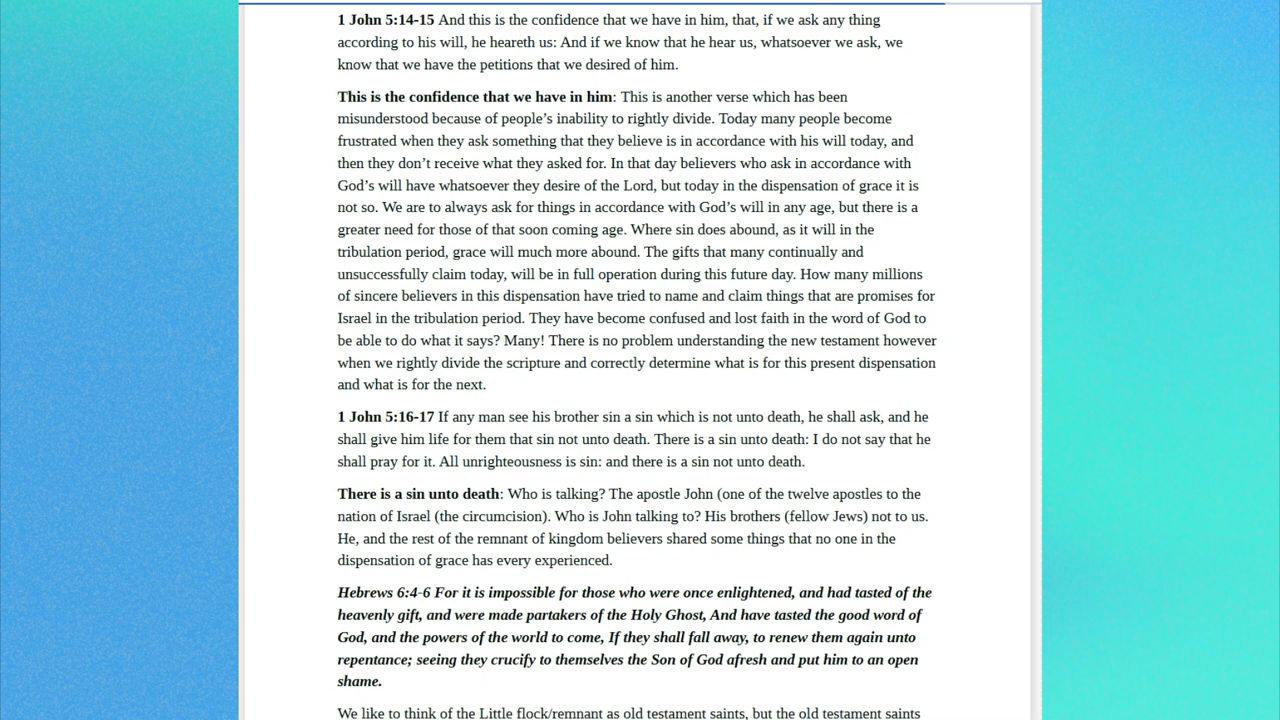 1 John 5:14-15 And this is the confidence that we have in him, that, if we ask any thing
according to his will, he heareth us: And if we know that he hear us, whatsoever we ask, we
know that we have the petitions that we desired of him.
This is the confidence that we have in him: This is another verse which has been
misunderstood because of people’s inability to rightly divide. Today many people become
frustrated when they ask something that they believe is in accordance with his will today, and
then they don’t receive what they asked for. In that day believers who ask in accordance with
God’s will have whatsoever they desire of the Lord, but today in the dispensation of grace it is
not so. We are to always ask for things in accordance with God’s will in any age, but there is a
greater need for those of that soon coming age. Where sin does abound, as it will in the
tribulation period, grace will much more abound. The gifts that many continually and
unsuccessfully claim today, will be in full operation during this future day. How many millions
of sincere believers in this dispensation have tried to name and claim things that are promises for
Israel in the tribulation period. They have become confused and lost faith in the word of God to
be able to do what it says? Many! There is no problem understanding the new testament however
when we rightly divide the scripture and correctly determine what is for this present dispensation
and what is for the next.
1 John 5:16-17 If any man see his brother sin a sin which is not unto death, he shall ask, and he
shall give him life for them that sin not unto death. There is a sin unto death: I do not say that he
shall pray for it. All unrighteousness is sin: and there is a sin not unto death.
There is a sin unto death: Who is talking? The apostle John (one of the twelve apostles to the
nation of Israel (the circumcision). Who is John talking to? His brothers (fellow Jews) not to us.
He, and the rest of the remnant of kingdom believers shared some things that no one in the
dispensation of grace has every experienced.
Hebrews 6:4-6 For it is impossible for those who were once enlightened, and had tasted of the
heavenly gift, and were made partakers of the Holy Ghost, And have tasted the good word of
God, and the powers of the world to come, If they shall fall away, to renew them again unto
repentance; seeing they crucify to themselves the Son of God afresh and put him to an open
shame.
We like to think of the Little flock/remnant as old testament saints, but the old testament saints